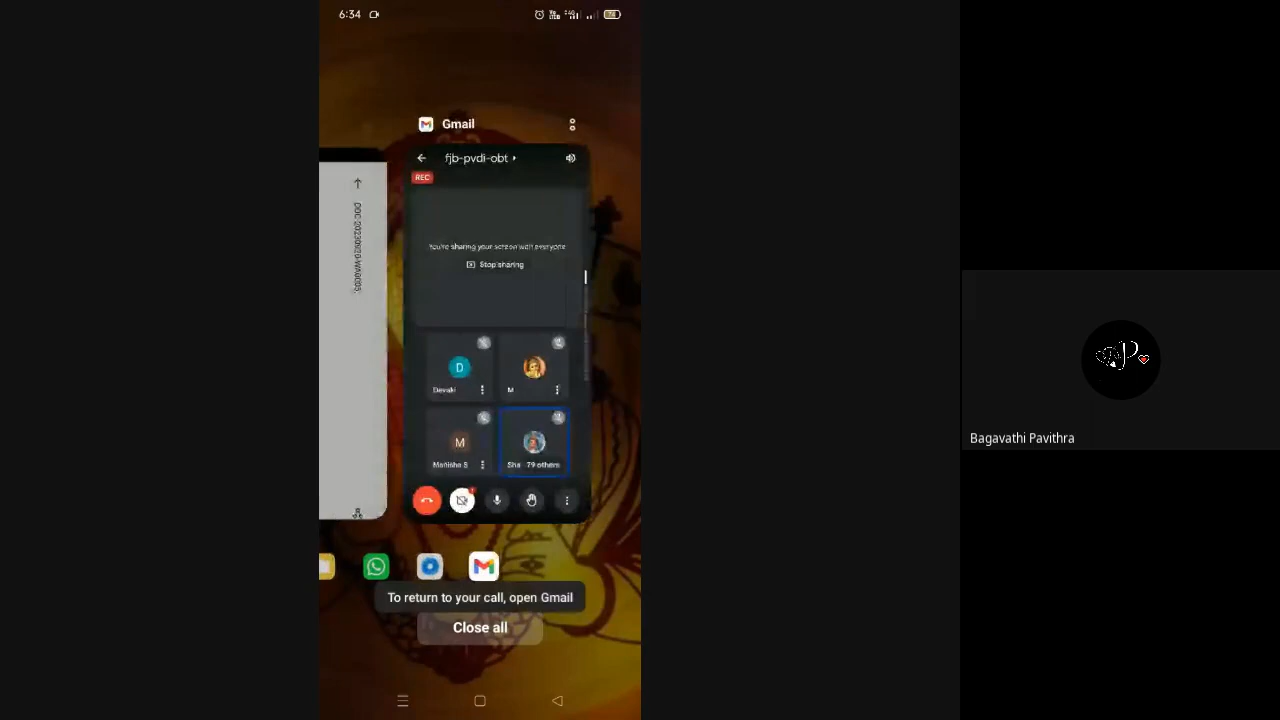 6:34
Gmail
fjb-pvdi-obt
REC
You're sharing your screen with everyone
Stop sharing
D
Devaki
M
M
Manisha S
Sha 79 others
To return to your call, open Gmail
Close all
Bagavathi Pavithra